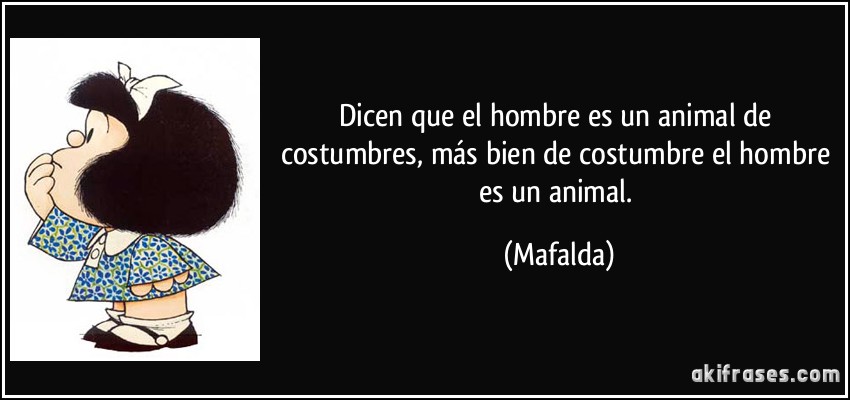 Dicen que el hombre es un animal de
costumbres, más bien de costumbre el hombre
es un animal.
(Mafalda)
akifrases.com